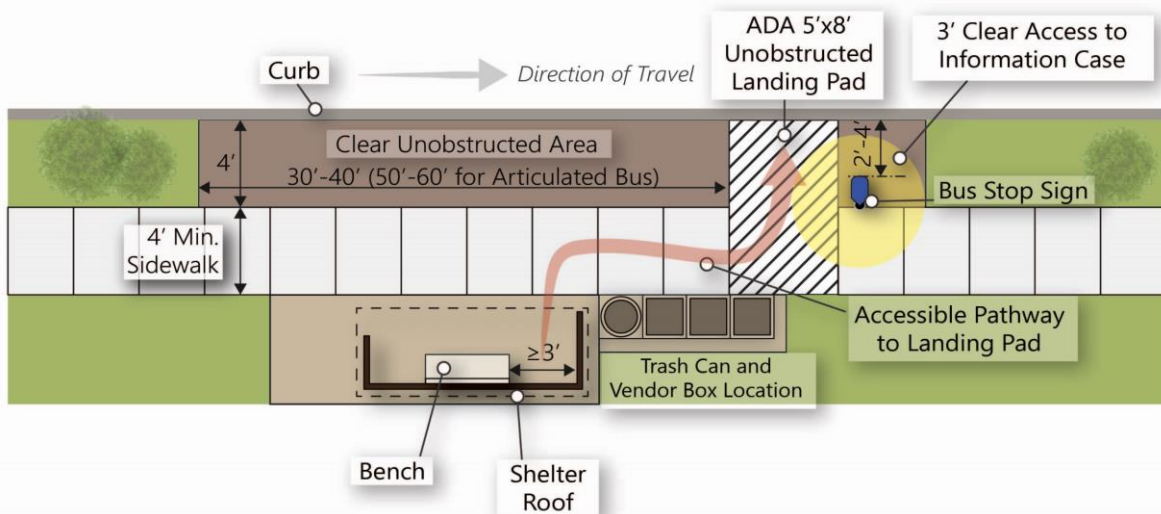 ADA 5'x8'
Unobstructed
Landing Pad
3' Clear Access to
Information Case
Curb
Direction of Travel
Clear Unobstructed Area
4'
30'-40' (50'-60' for Articulated Bus)
2'-4'
Bus Stop Sign
4' Min.
Sidewalk
Accessible Pathway
to Landing Pad
≥3'
Trash Can and
Vendor Box Location
Bench
Shelter
Roof